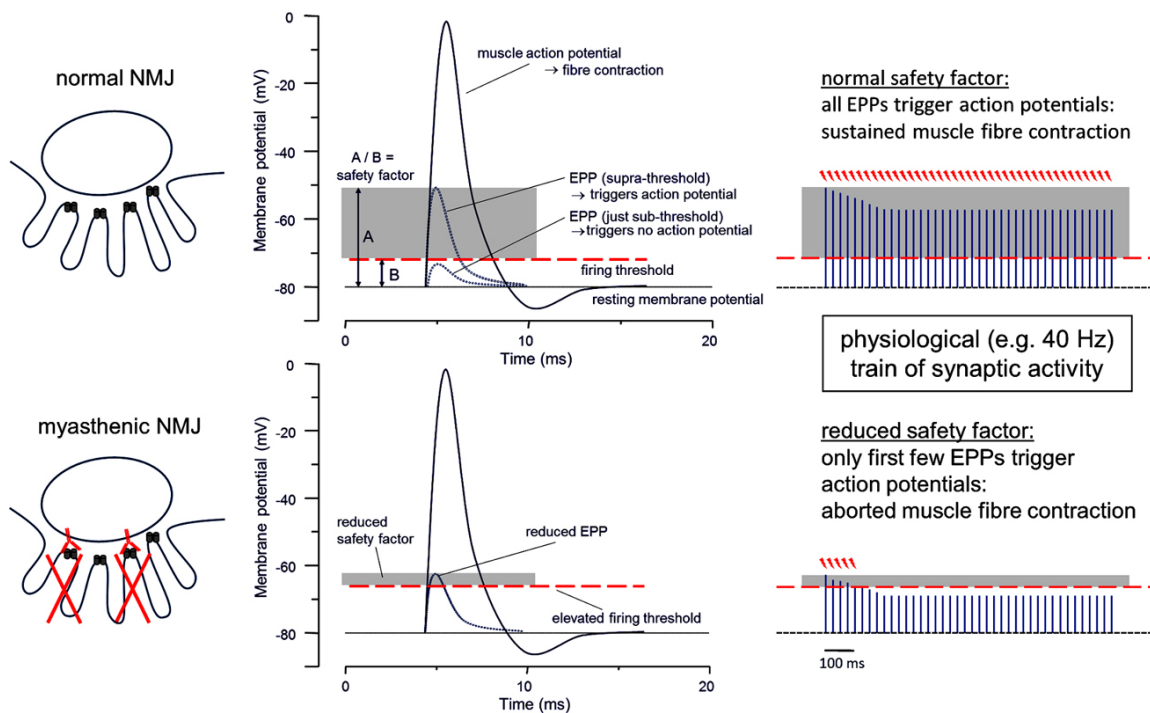 normal NMJ
Membrane potential (mV)
0
-20
-40
-60
-80
muscle action potential
→ fibre contraction
A / B =
safety factor
A
B
EPP (supra-threshold)
→ triggers action potential
EPP (just sub-threshold)
→triggers no action potential
firing threshold
resting membrane potential
0
10
20
Time (ms)
normal safety factor:
all EPPs trigger action potentials:
sustained muscle fibre contraction
physiological (e.g. 40 Hz)
train of synaptic activity
myasthenic NMJ
Membrane potential (mV)
0
-20
-40
-60
-80
reduced
safety factor
reduced EPP
elevated firing threshold
0
10
20
Time (ms)
reduced safety factor:
only first few EPPs trigger
action potentials:
aborted muscle fibre contraction
100 ms